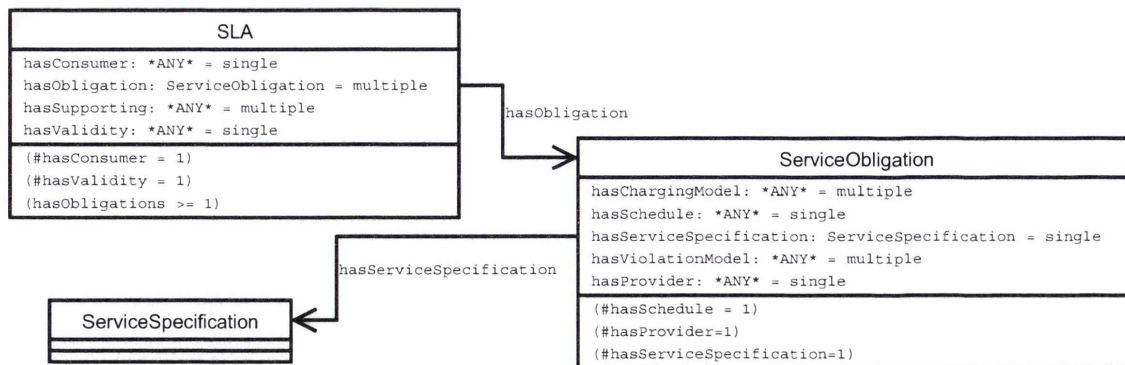 SLA
hasConsumer: *ANY* = single
hasObligation: ServiceObligation = multiple
hasSupporting: *ANY* = multiple
hasValidity: *ANY* = single
(#hasConsumer = 1)
(#hasValidity = 1)
(hasObligations >= 1)
hasObligation
ServiceObligation
hasChargingModel: *ANY* = multiple
hasSchedule: *ANY* = single
hasServiceSpecification: ServiceSpecification = single
hasViolationModel: *ANY* = multiple
hasProvider: *ANY* = single
(#hasSchedule = 1)
(#hasProvider=1)
(#hasServiceSpecification=1)
hasServiceSpecification
ServiceSpecification